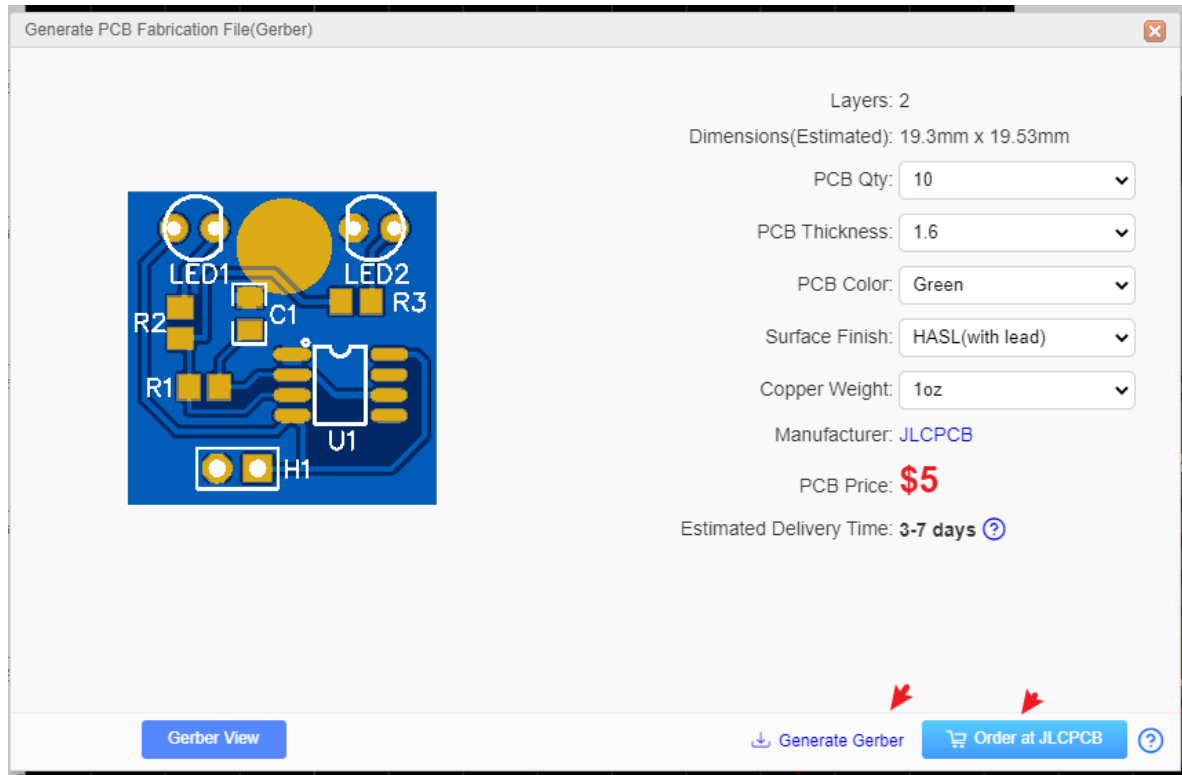 Generate PCB Fabrication File(Gerber)
Layers: 2
Dimensions(Estimated): 19.3mm x 19.53mm
PCB Qty: 10
PCB Thickness: 1.6
PCB Color: Green
Surface Finish: HASL(with lead)
Copper Weight: 1oz
Manufacturer: JLCPCB
PCB Price: $5
Estimated Delivery Time: 3-7 days ?
LED1 LED2
R2 C1 R3
R1
U1
H1
Gerber View
Generate Gerber
Order at JLCPCB
?